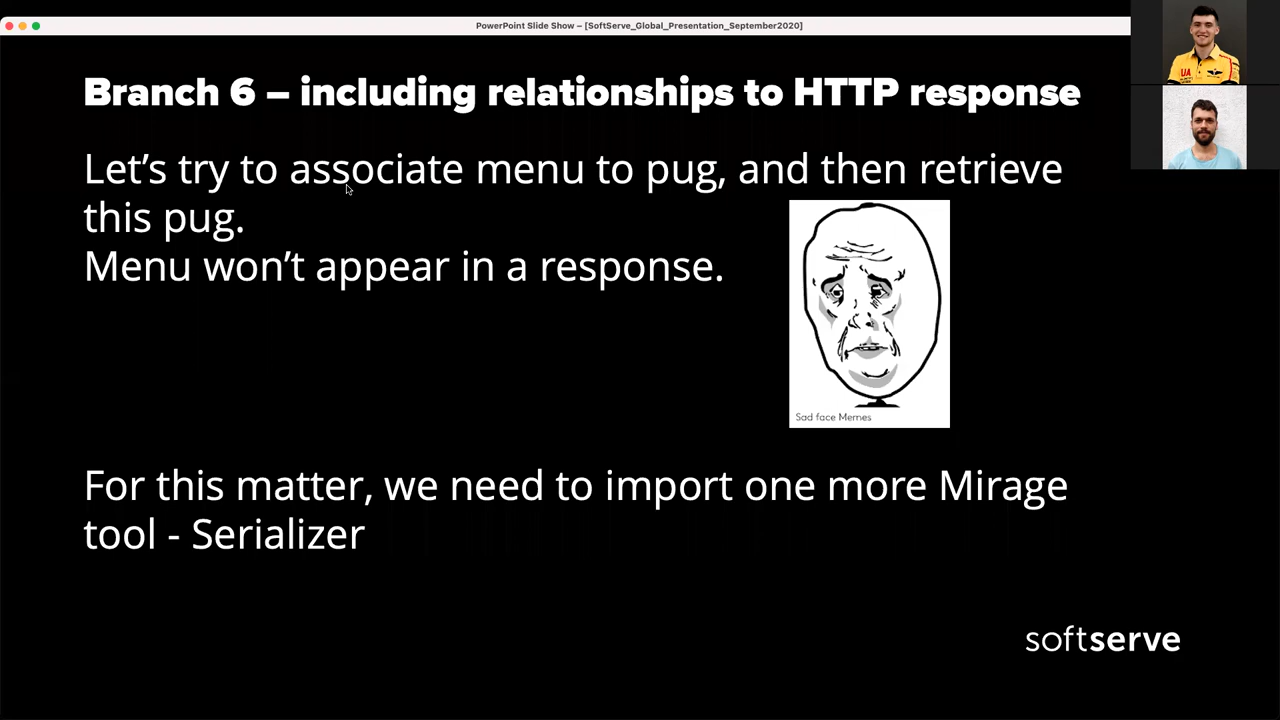 PowerPoint Slide Show – [SoftServe_Global_Presentation_September2020]
Branch 6 – including relationships to HTTP response
Let’s try to associate menu to pug, and then retrieve
this pug.
Menu won’t appear in a response.
Sad face Memes
For this matter, we need to import one more Mirage
tool - Serializer
softserve
UA